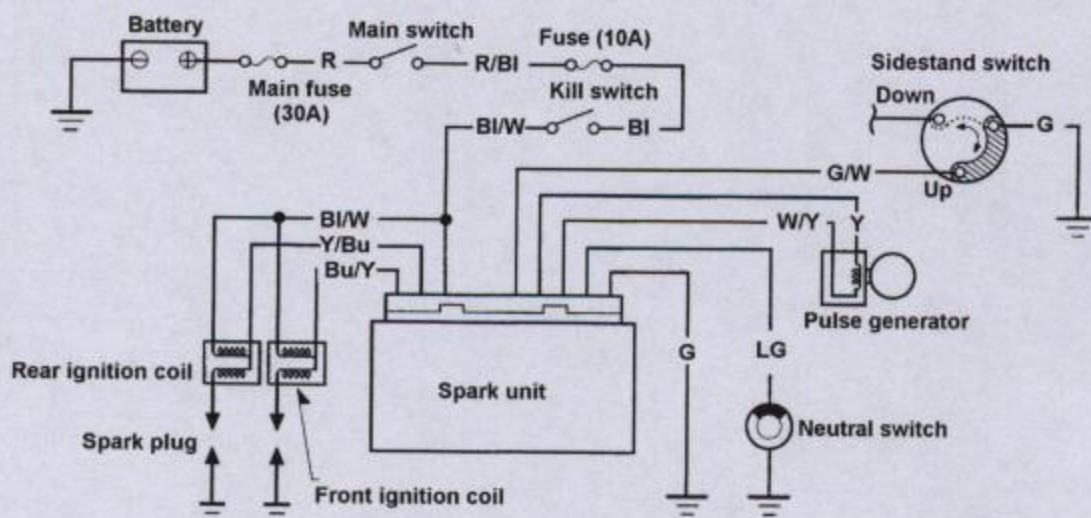 Battery
Main switch
Fuse (10A)
R
R/Bl
Main fuse
(30A)
Kill switch
Bl/W
Bl
Sidestand switch
Down
G
G/W
Up
Bl/W
Y/Bu
Bu/Y
W/Y
Y
Pulse generator
G
LG
Rear ignition coil
Spark unit
Neutral switch
Spark plug
Front ignition coil